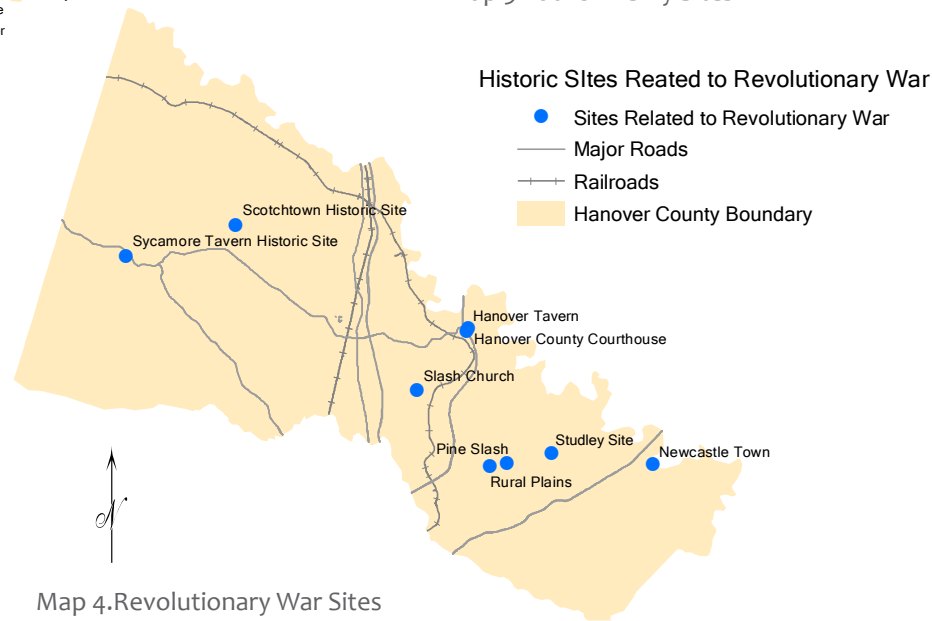 e
r
Historic SItes Reated to Revolutionary War
Sites Related to Revolutionary War
Major Roads
Railroads
Hanover County Boundary
Scotchtown Historic Site
Sycamore Tavern Historic Site
Hanover Tavern
Hanover County Courthouse
Slash Church
Pine Slash
Studley Site
Newcastle Town
Rural Plains
N
Map 4.Revolutionary War Sites